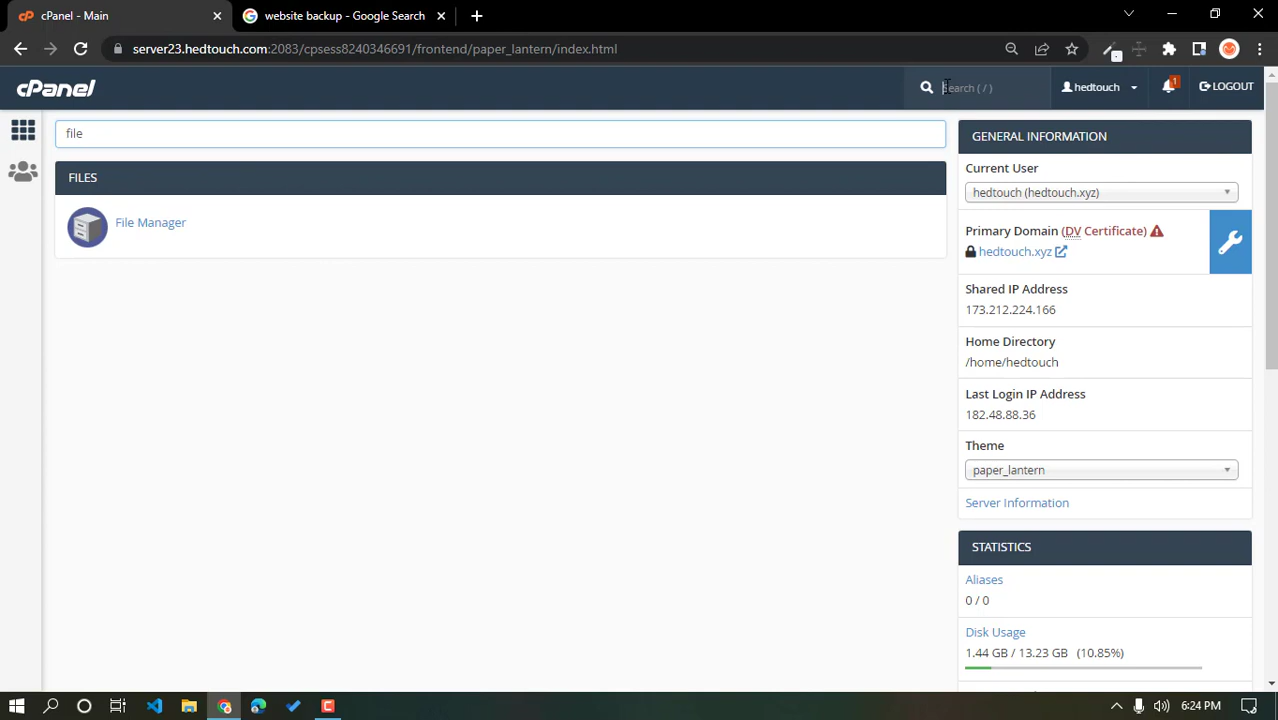 cPanel - Main
website backup - Google Search
server23.hedtouch.com:2083/cpsess8240346691/frontend/paper_lantern/index.html
cPanel
Search ( / )
hedtouch
1
LOGOUT
file
FILES
File Manager
GENERAL INFORMATION
Current User
hedtouch (hedtouch.xyz)
Primary Domain (DV Certificate)
hedtouch.xyz
Shared IP Address
173.212.224.166
Home Directory
/home/hedtouch
Last Login IP Address
182.48.88.36
Theme
paper_lantern
Server Information
STATISTICS
Aliases
0 / 0
Disk Usage
1.44 GB / 13.23 GB (10.85%)
6:24 PM